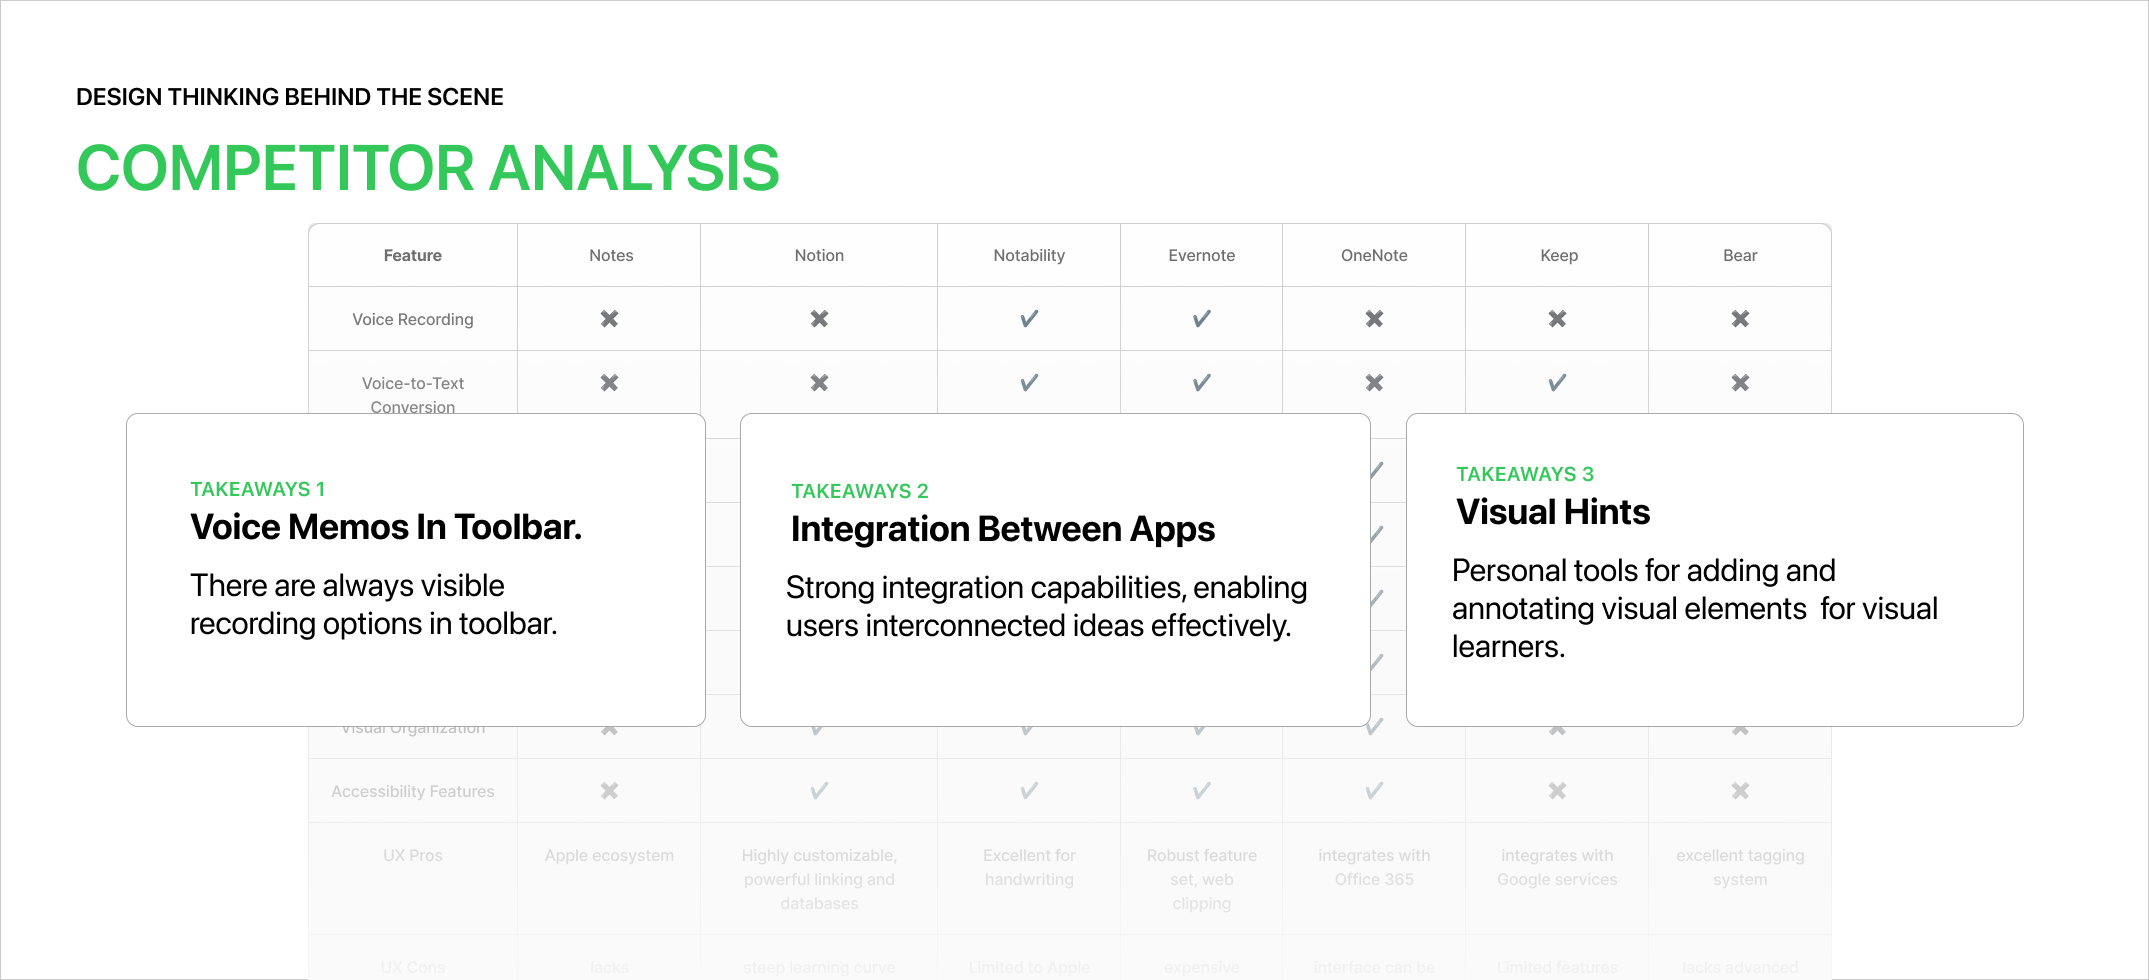 DESIGN THINKING BEHIND THE SCENE
COMPETITOR ANALYSIS
Feature Notes Notion Notability Evernote OneNote Keep Bear
Voice Recording ✖ ✖ ✔ ✔ ✖ ✖ ✖
Voice-to-Text ✖ ✖ ✔ ✔ ✖ ✔ ✖
Conversion
TAKEAWAYS 1
Voice Memos In Toolbar.
There are always visible
recording options in toolbar.
TAKEAWAYS 2
Integration Between Apps
Strong integration capabilities, enabling
users interconnected ideas effectively.
TAKEAWAYS 3
Visual Hints
Personal tools for adding and
annotating visual elements  for visual
learners.
Visual Organization ✖ ✔ ✔ ✔ ✔ ✖ ✖
Accessibility Features ✖ ✔ ✔ ✔ ✔ ✖ ✖
UX Pros Apple ecosystem Highly customizable, Excellent for Robust feature integrates with integrates with excellent tagging
powerful linking and handwriting set, web Office 365 Google services system
databases clipping
UX Cons lacks steep learning curve Limited to Apple expensive interface can be Limited features lacks advanced